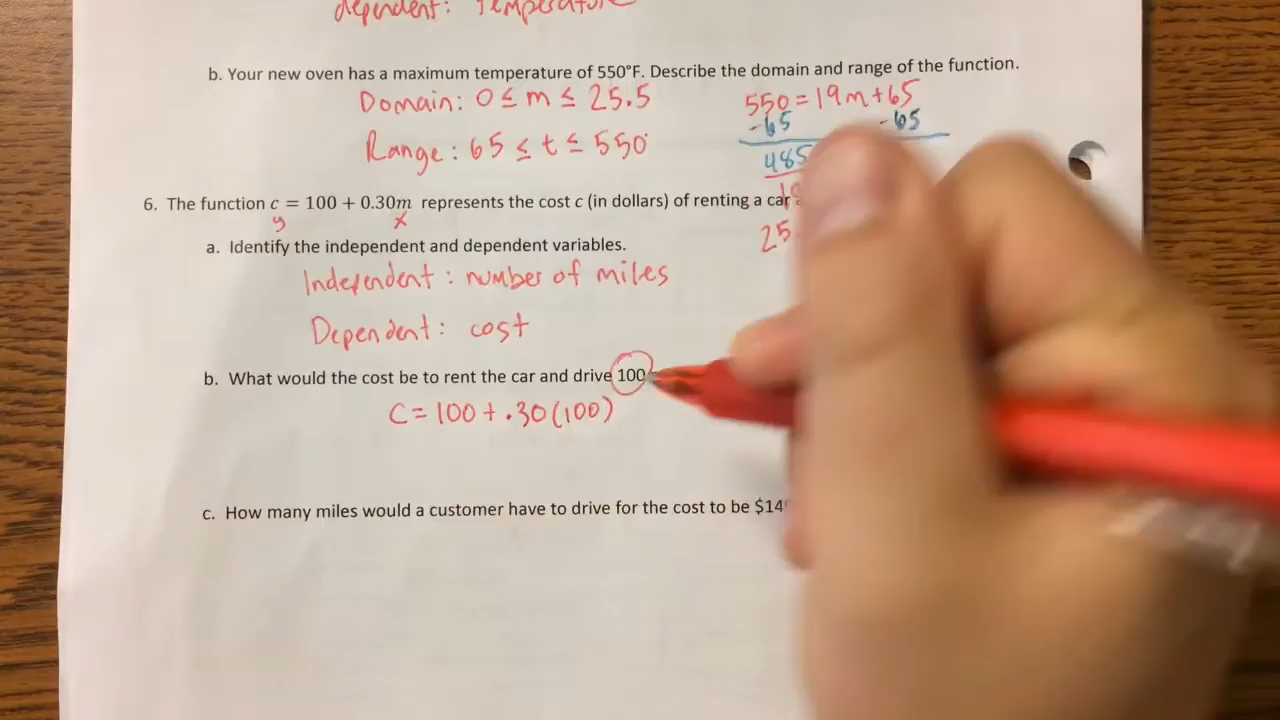 dependent: Temperature
b. Your new oven has a maximum temperature of 550°F. Describe the domain and range of the function.
Domain: 0 ≤ m ≤ 25.5
Range: 65 ≤ t ≤ 550
550 = 19m + 65
-65 -65
485
25
6. The function c = 100 + 0.30m represents the cost c (in dollars) of renting a car
y x
a. Identify the independent and dependent variables.
Independent: number of miles
Dependent: cost
b. What would the cost be to rent the car and drive 100
C = 100 + .30(100)
c. How many miles would a customer have to drive for the cost to be